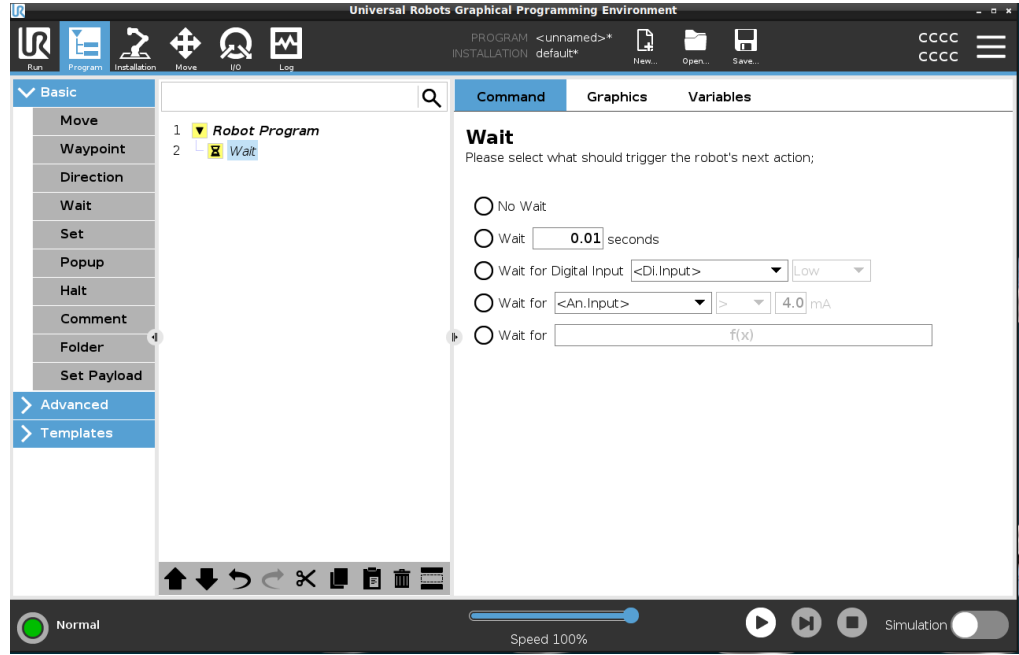 Universal Robots Graphical Programming Environment
UR
Run
Program
Installation
Move
I/O
Log
PROGRAM <unnamed>*
INSTALLATION default*
New...
Open...
Save...
CCCC
CCCC
Basic
Move
Waypoint
Direction
Wait
Set
Popup
Halt
Comment
Folder
Set Payload
Advanced
Templates
1 Robot Program
2 Wait
Command Graphics Variables
Wait
Please select what should trigger the robot's next action;
No Wait
Wait 0.01 seconds
Wait for Digital Input <Di.Input> Low
Wait for <An.Input> > 4.0 mA
Wait for f(x)
Normal
Speed 100%
Simulation